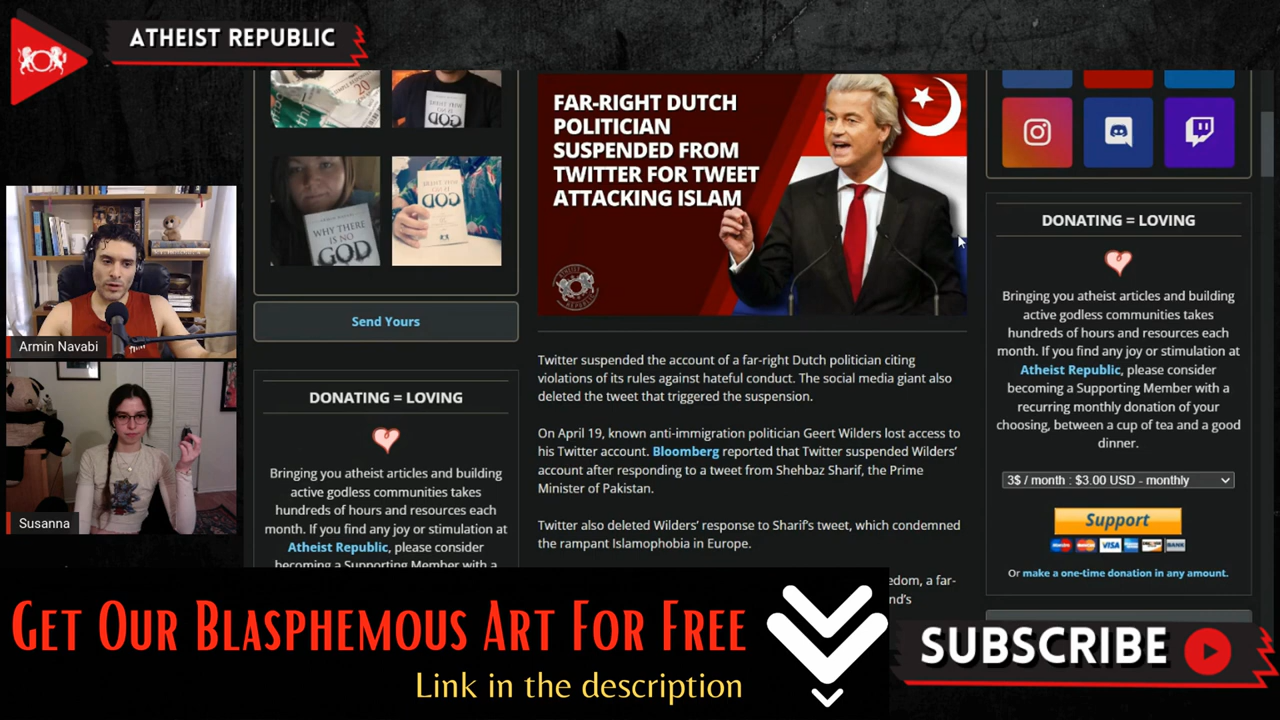 ATHEIST REPUBLIC
FAR-RIGHT DUTCH
POLITICIAN
SUSPENDED FROM
TWITTER FOR TWEET
ATTACKING ISLAM
WHY THERE
IS NO
GOD
Send Yours
DONATING = LOVING
Bringing you atheist articles and building
active godless communities takes
hundreds of hours and resources each
month. If you find any joy or stimulation at
Atheist Republic, please consider
becoming a Supporting Member with a
Twitter suspended the account of a far-right Dutch politician citing
violations of its rules against hateful conduct. The social media giant also
deleted the tweet that triggered the suspension.
On April 19, known anti-immigration politician Geert Wilders lost access to
his Twitter account. Bloomberg reported that Twitter suspended Wilders'
account after responding to a tweet from Shehbaz Sharif, the Prime
Minister of Pakistan.
Twitter also deleted Wilders' response to Sharif's tweet, which condemned
the rampant Islamophobia in Europe.
edom, a far-
nd's
DONATING = LOVING
Bringing you atheist articles and building
active godless communities takes
hundreds of hours and resources each
month. If you find any joy or stimulation at
Atheist Republic, please consider
becoming a Supporting Member with a
recurring monthly donation of your
choosing, between a cup of tea and a good
dinner.
3$ / month : $3.00 USD - monthly
Support
VISA
BANK
Or make a one-time donation in any amount.
Armin Navabi
Susanna
GET OUR BLASPHEMOUS ART FOR FREE
Link in the description
SUBSCRIBE